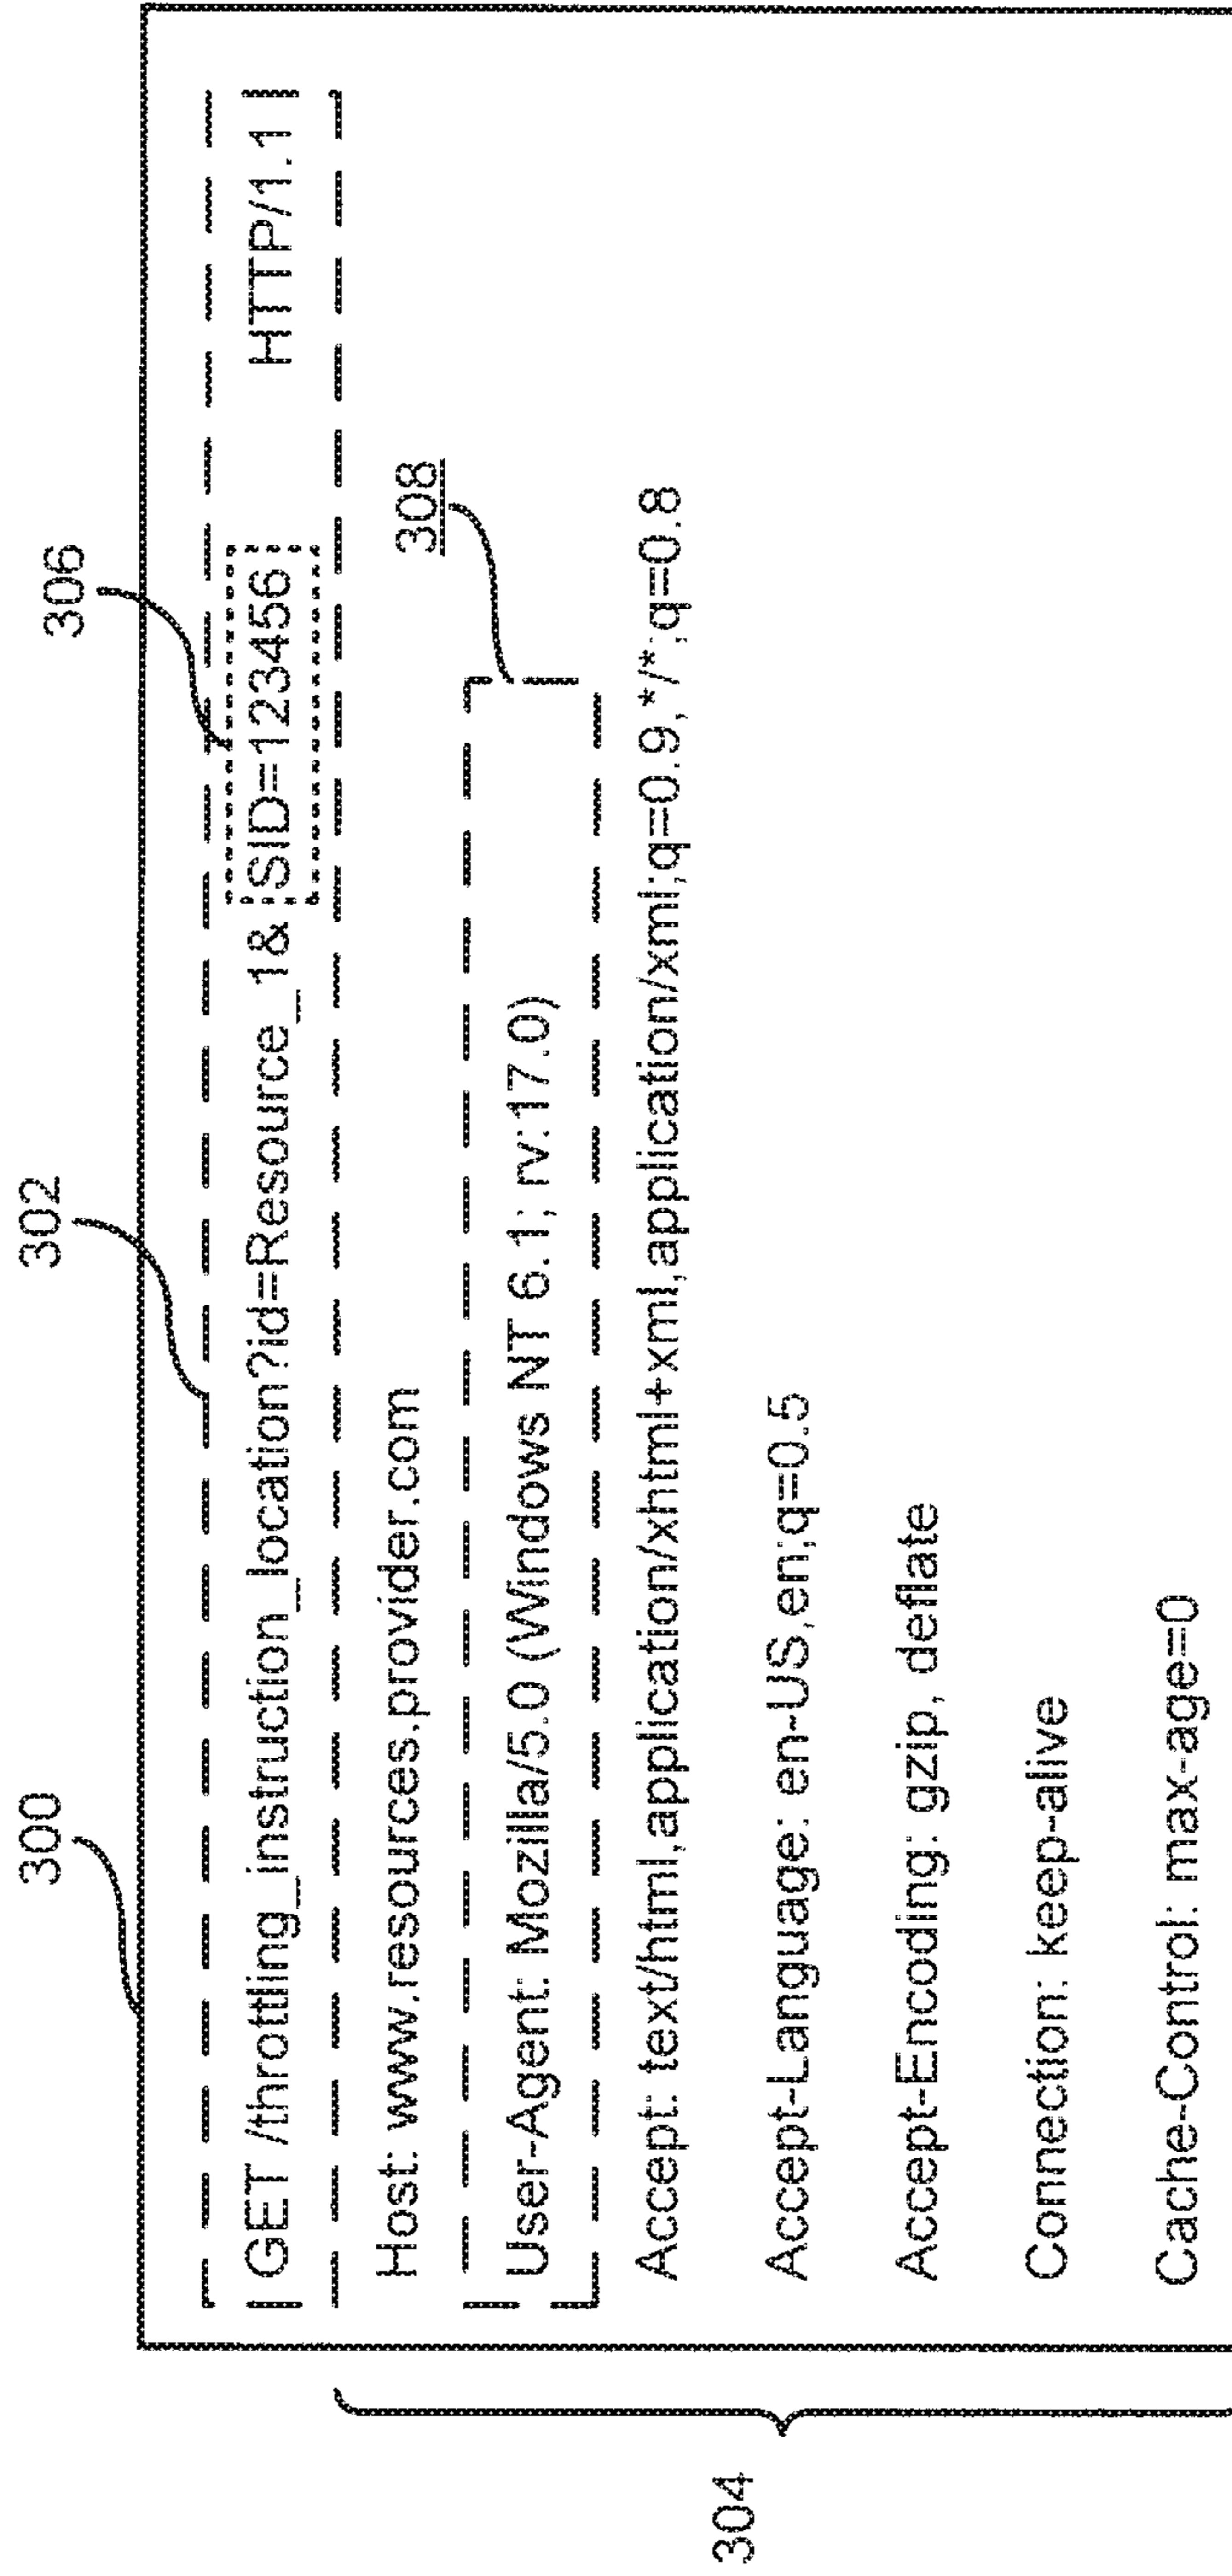 300
302
306
GET /throttling_instruction_location?id=Resource_1& SID=123456 HTTP/1.1
308
Host: www.resources.provider.com
User-Agent: Mozilla/5.0 (Windows NT 6.1; rv:17.0)
304
Accept: text/html,application/xhtml+xml,application/xml;q=0.9,*/*;q=0.8
Accept-Language: en-US,en;q=0.5
Accept-Encoding: gzip, deflate
Connection: keep-alive
Cache-Control: max-age=0